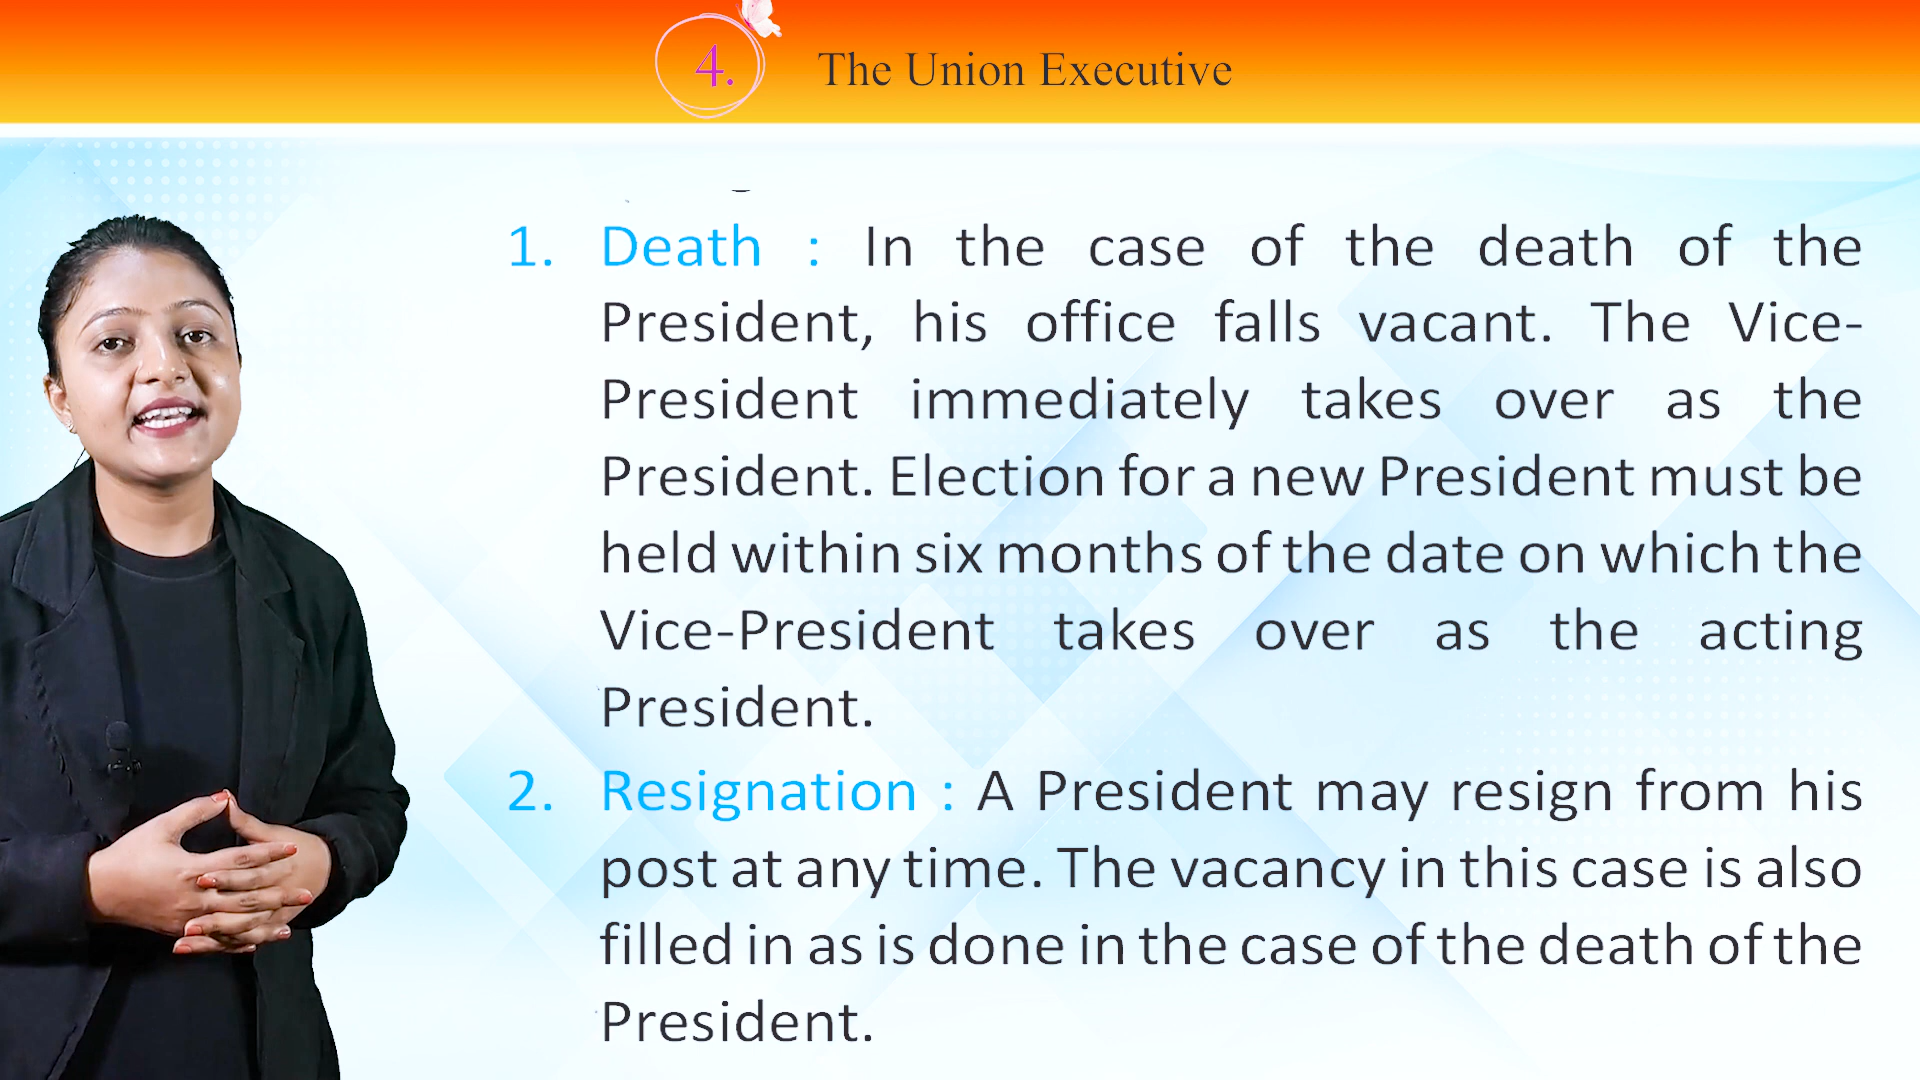 4. The Union Executive
1. Death : In the case of the death of the
President, his office falls vacant. The Vice-
President immediately takes over as the
President. Election for a new President must be
held within six months of the date on which the
Vice-President takes over as the acting
President.
2. Resignation : A President may resign from his
post at any time. The vacancy in this case is also
filled in as is done in the case of the death of the
President.